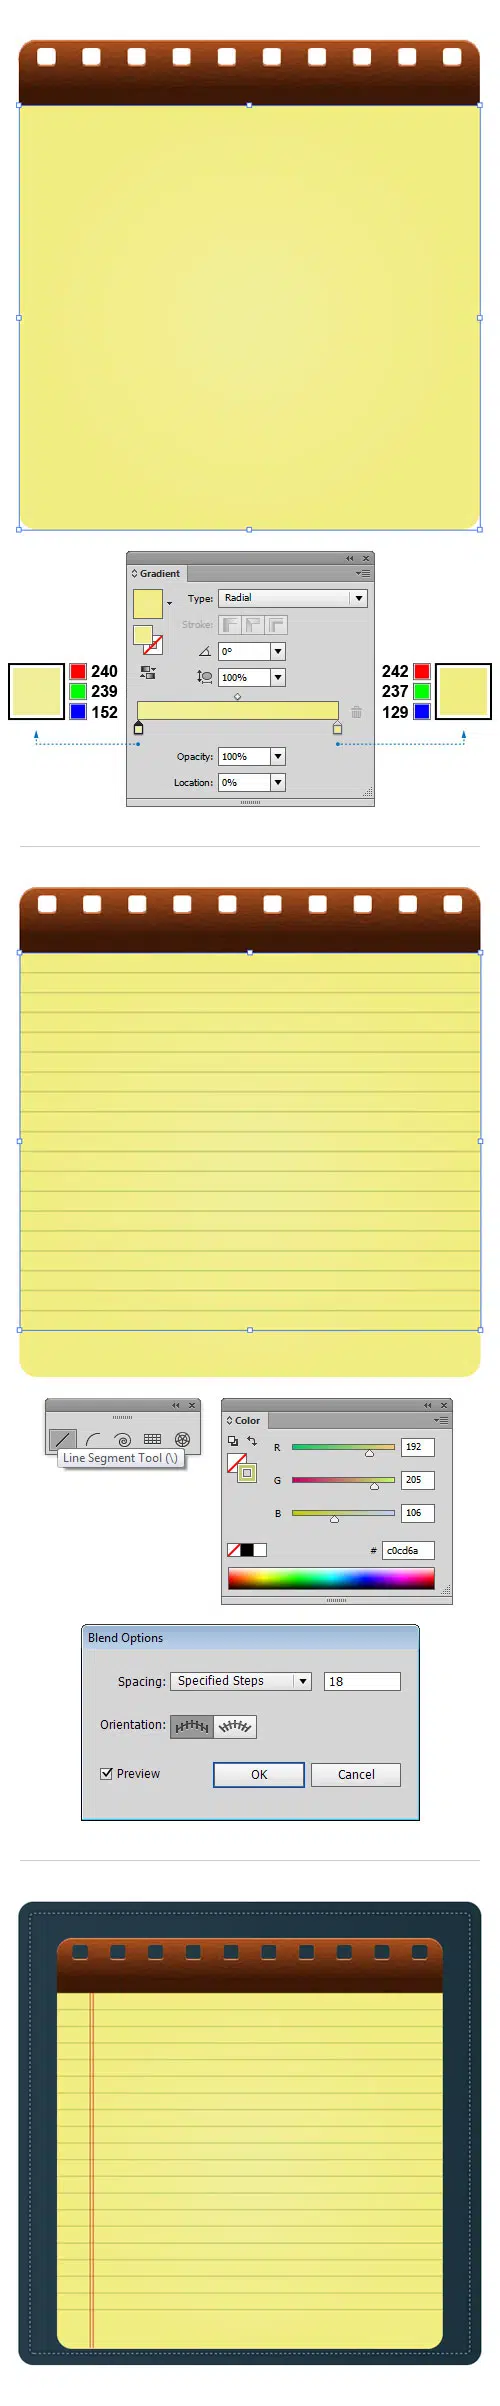 Gradient
Type: Radial
Stroke:
0°
100%
240
239
152
242
237
129
Opacity: 100%
Location: 0%
Line Segment Tool (\)
Color
R 192
G 205
B 106
# c0cd6a
Blend Options
Spacing: Specified Steps 18
Orientation:
Preview OK Cancel